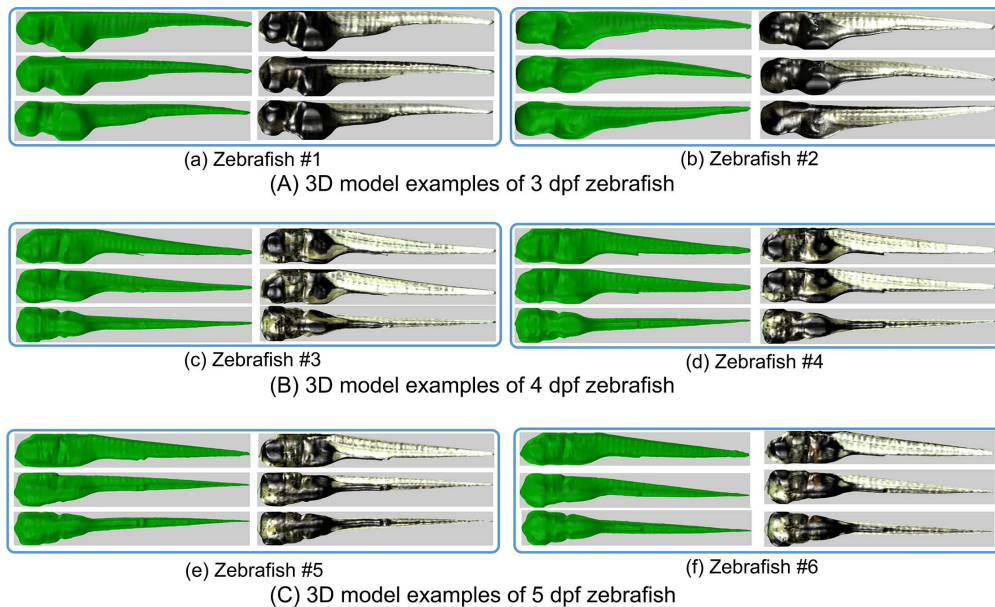 (a) Zebrafish #1
(b) Zebrafish #2
(A) 3D model examples of 3 dpf zebrafish
(c) Zebrafish #3
(d) Zebrafish #4
(B) 3D model examples of 4 dpf zebrafish
(e) Zebrafish #5
(f) Zebrafish #6
(C) 3D model examples of 5 dpf zebrafish